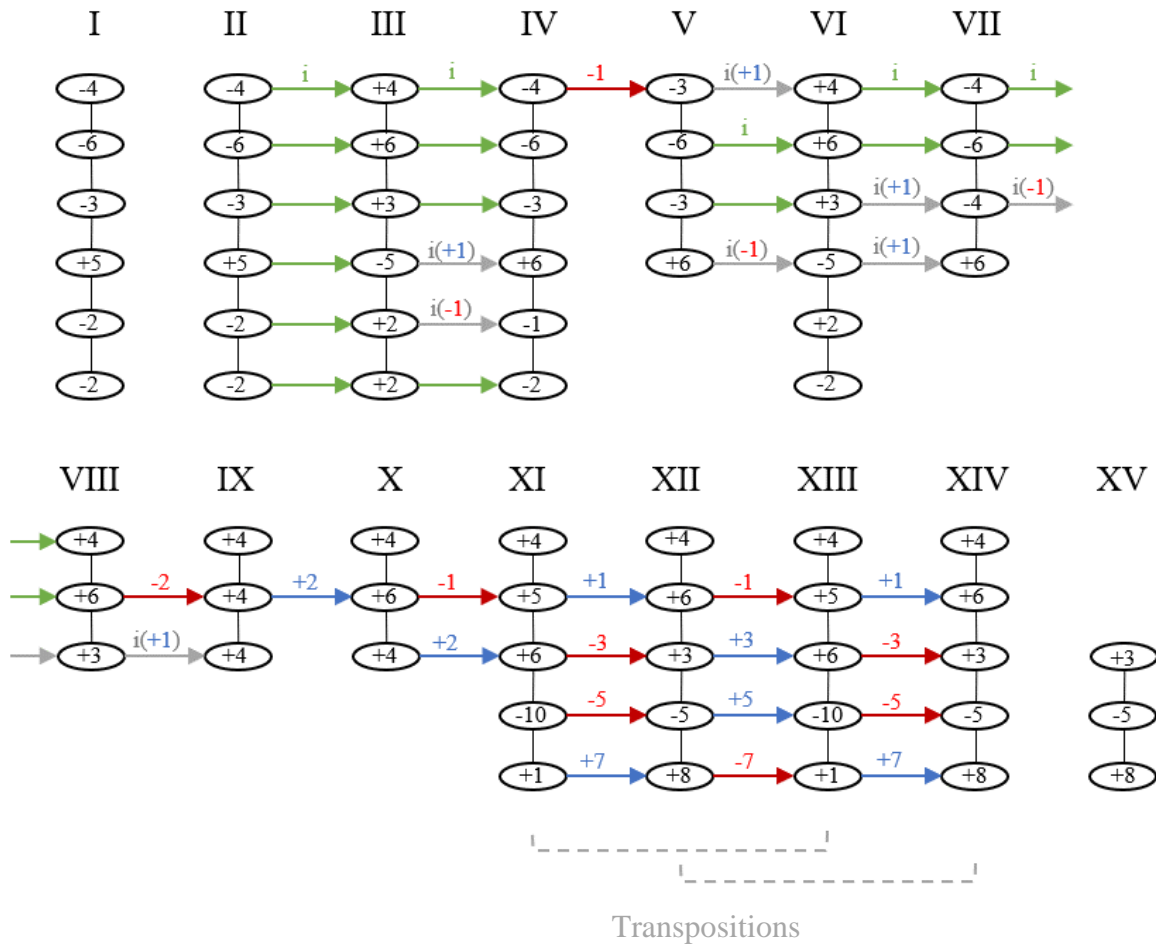 I II III IV V VI VII
i i -1 i(+1) i i
-4 -4 +4 -4 -3 +4 -4
i
-6 -6 +6 -6 -6 +6 -6
i(+1) i(-1)
-3 -3 +3 -3 -3 +3 -4
i(+1) i(-1) i(+1)
+5 +5 -5 +6 +6 -5 +6
i(-1)
-2 -2 +2 -1 +2
-2 -2 +2 -2 -2
VIII IX X XI XII XIII XIV XV
+4 +4 +4 +4 +4 +4 +4
-2 +2 -1 +1 -1 +1
+6 +4 +6 +5 +6 +5 +6
i(+1) +2 -3 +3 -3
+3 +4 +4 +6 +3 +6 +3 +3
-5 +5 -5
-10 -5 -10 -5 -5
+7 -7 +7
+1 +8 +1 +8 +8
Transpositions